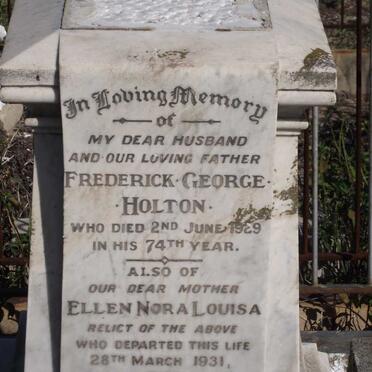 In Loving Memory
of
MY DEAR HUSBAND
AND OUR LOVING FATHER
FREDERICK · GEORGE ·
HOLTON ·
WHO DIED 2ND JUNE 1929
IN HIS 74TH YEAR.
ALSO OF
OUR DEAR MOTHER
ELLEN NORA LOUISA
RELICT OF THE ABOVE
WHO DEPARTED THIS LIFE
28TH MARCH 1931,